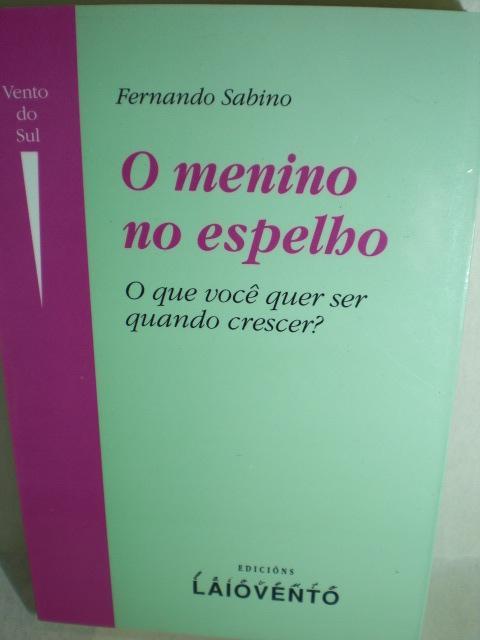 Vento
do
Sul
Fernando Sabino
O menino
no espelho
O que você quer ser
quando crescer?
EDICIÓNS
LAIOVENTO